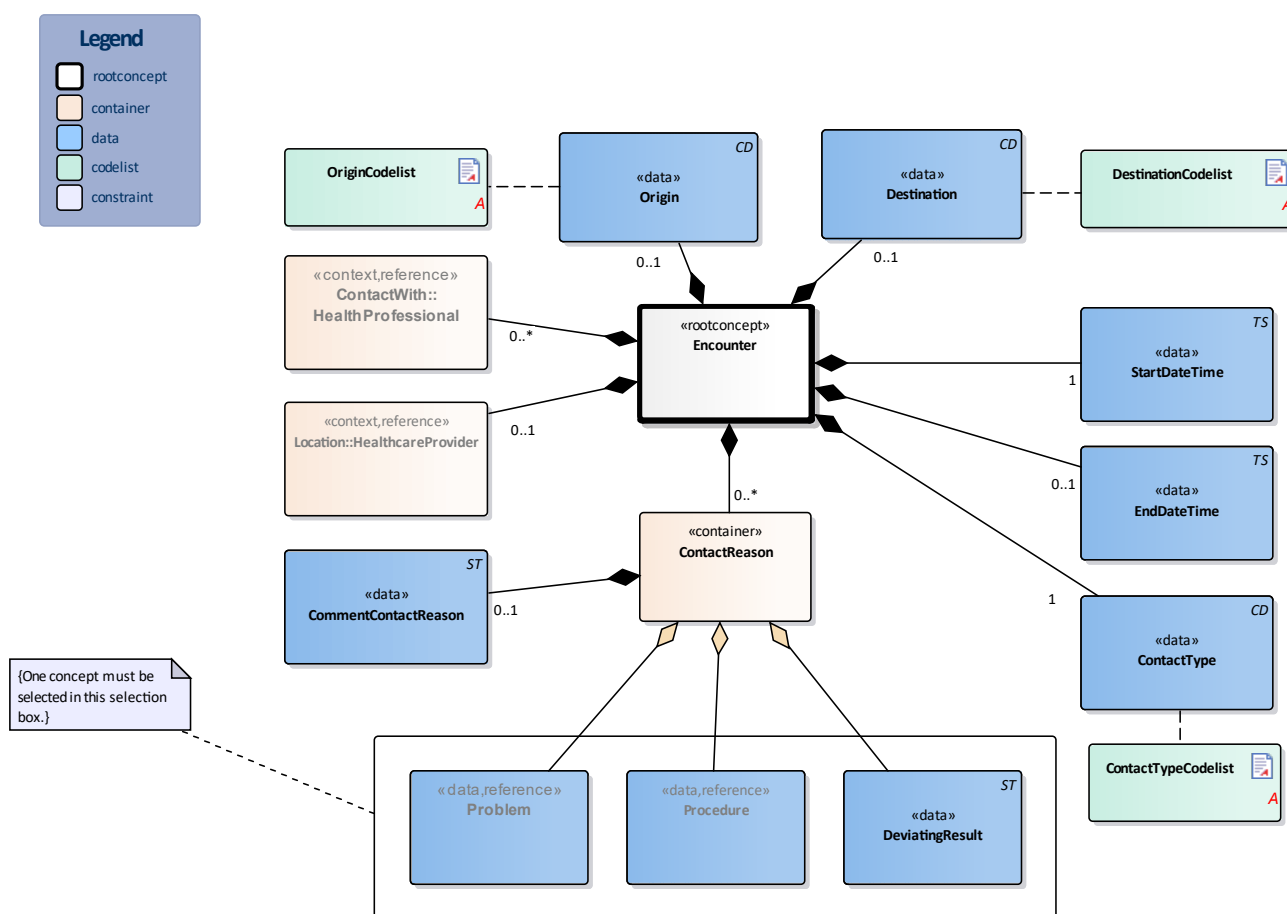 Legend
rootconcept
container
data
codelist
constraint
OriginCodelist
A
CD
«data»
Origin
CD
«data»
Destination
DestinationCodelist
A
0..1
0..1
«context,reference»
ContactWith::
HealthProfessional
0..*
«rootconcept»
Encounter
TS
«data»
StartDateTime
1
«context,reference»
Location::HealthcareProvider
0..1
TS
«data»
EndDateTime
0..1
0..*
«container»
ContactReason
ST
«data»
CommentContactReason
0..1
1
CD
«data»
ContactType
{One concept must be
selected in this selection
box.}
ContactTypeCodelist
A
«data,reference»
Problem
«data,reference»
Procedure
ST
«data»
DeviatingResult